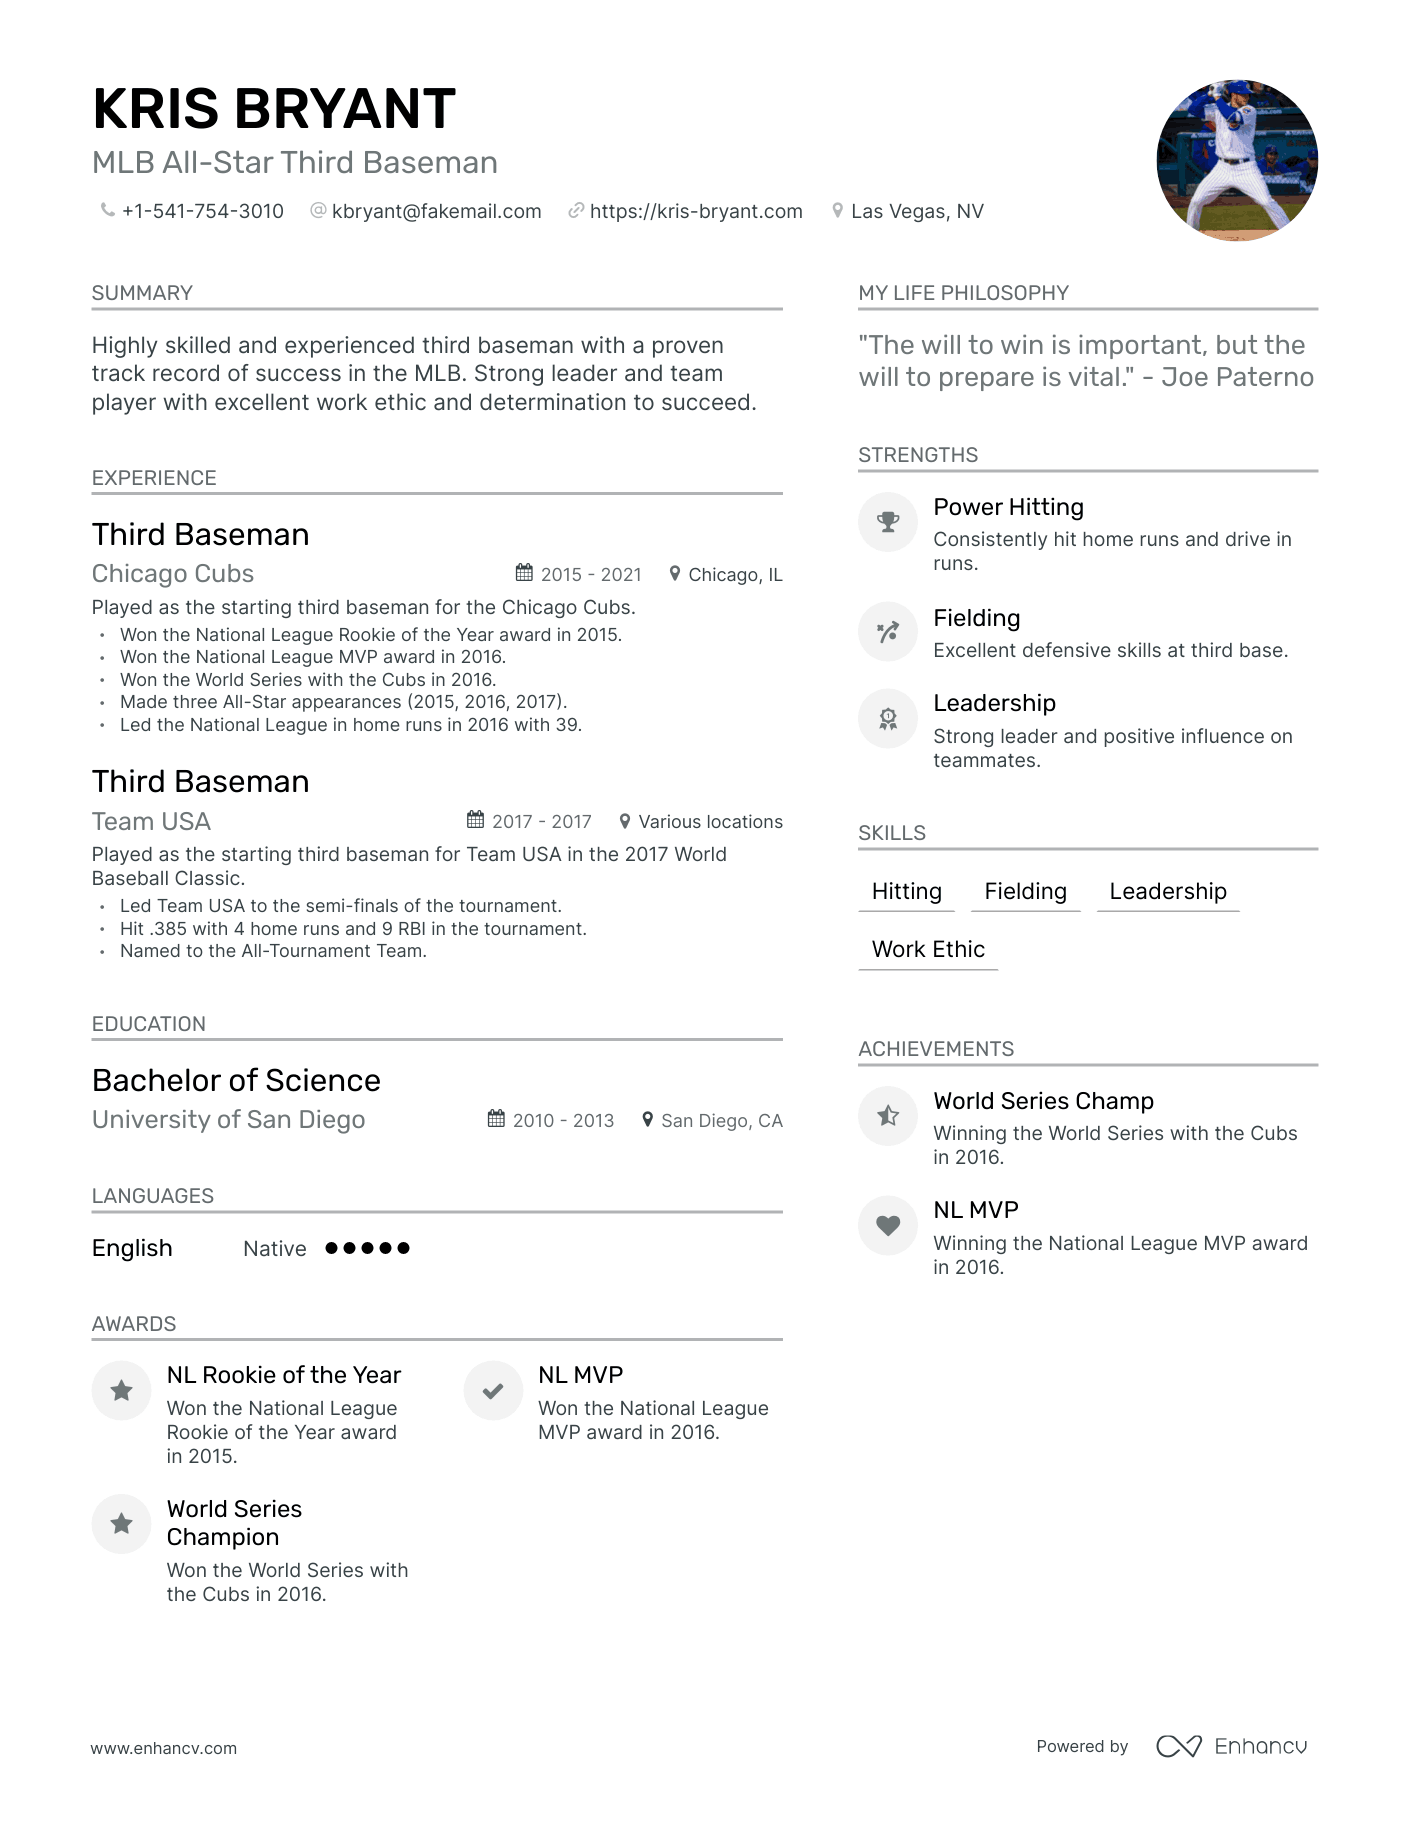 KRIS BRYANT
MLB All-Star Third Baseman
+1-541-754-3010 kbryant@fakemail.com https://kris-bryant.com Las Vegas, NV
SUMMARY
Highly skilled and experienced third baseman with a proven
track record of success in the MLB. Strong leader and team
player with excellent work ethic and determination to succeed.
EXPERIENCE
Third Baseman
Chicago Cubs 2015 - 2021 Chicago, IL
Played as the starting third baseman for the Chicago Cubs.
• Won the National League Rookie of the Year award in 2015.
• Won the National League MVP award in 2016.
• Won the World Series with the Cubs in 2016.
• Made three All-Star appearances (2015, 2016, 2017).
• Led the National League in home runs in 2016 with 39.
Third Baseman
Team USA 2017 - 2017 Various locations
Played as the starting third baseman for Team USA in the 2017 World
Baseball Classic.
• Led Team USA to the semi-finals of the tournament.
• Hit .385 with 4 home runs and 9 RBI in the tournament.
• Named to the All-Tournament Team.
EDUCATION
Bachelor of Science
University of San Diego 2010 - 2013 San Diego, CA
LANGUAGES
English Native
AWARDS
NL Rookie of the Year
Won the National League
Rookie of the Year award
in 2015.
NL MVP
Won the National League
MVP award in 2016.
World Series
Champion
Won the World Series with
the Cubs in 2016.
MY LIFE PHILOSOPHY
"The will to win is important, but the
will to prepare is vital." - Joe Paterno
STRENGTHS
Power Hitting
Consistently hit home runs and drive in
runs.
Fielding
Excellent defensive skills at third base.
Leadership
Strong leader and positive influence on
teammates.
SKILLS
Hitting Fielding Leadership
Work Ethic
ACHIEVEMENTS
World Series Champ
Winning the World Series with the Cubs
in 2016.
NL MVP
Winning the National League MVP award
in 2016.
www.enhancv.com
Powered by Enhancv